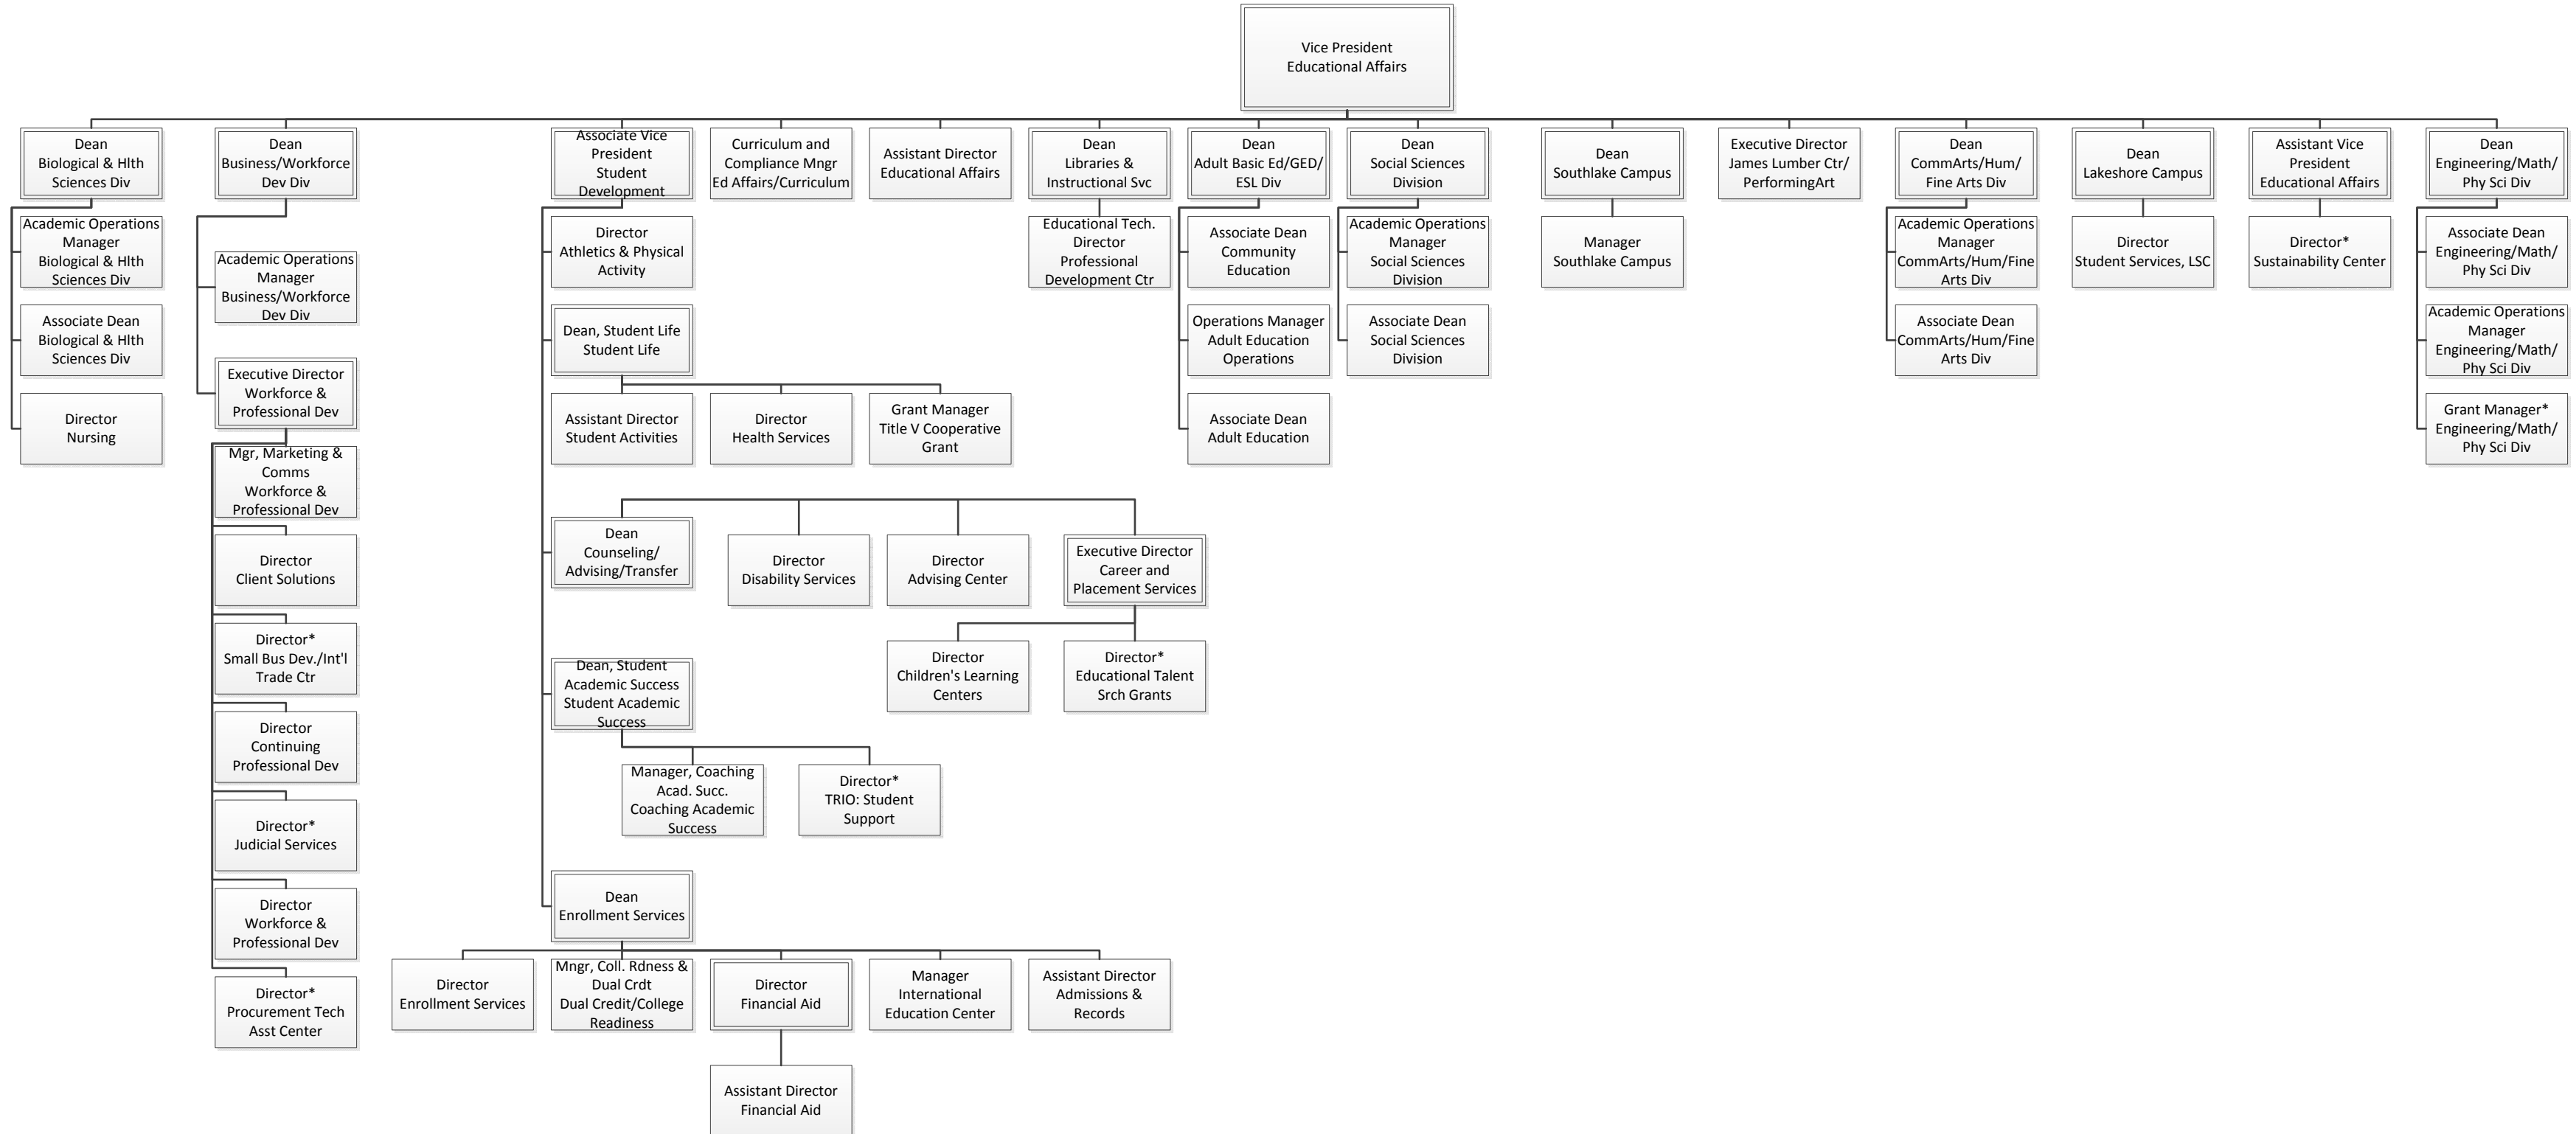 Vice President
Educational Affairs
Dean
Biological & Hlth
Sciences Div
Dean
Business/Workforce
Dev Div
Associate Vice
President
Student
Development
Curriculum and
Compliance Mngr
Ed Affairs/Curriculum
Assistant Director
Educational Affairs
Dean
Libraries &
Instructional Svc
Dean
Adult Basic Ed/GED/
ESL Div
Dean
Social Sciences
Division
Dean
Southlake Campus
Executive Director
James Lumber Ctr/
PerformingArt
Dean
CommArts/Hum/
Fine Arts Div
Dean
Lakeshore Campus
Assistant Vice
President
Educational Affairs
Dean
Engineering/Math/
Phy Sci Div
Academic Operations
Manager
Biological & Hlth
Sciences Div
Academic Operations
Manager
Business/Workforce
Dev Div
Director
Athletics & Physical
Activity
Educational Tech.
Director
Professional
Development Ctr
Associate Dean
Community
Education
Academic Operations
Manager
Social Sciences
Division
Manager
Southlake Campus
Academic Operations
Manager
CommArts/Hum/Fine
Arts Div
Director
Student Services, LSC
Director*
Sustainability Center
Associate Dean
Engineering/Math/
Phy Sci Div
Associate Dean
Biological & Hlth
Sciences Div
Dean, Student Life
Student Life
Operations Manager
Adult Education
Operations
Associate Dean
Social Sciences
Division
Associate Dean
CommArts/Hum/Fine
Arts Div
Academic Operations
Manager
Engineering/Math/
Phy Sci Div
Executive Director
Workforce &
Professional Dev
Director
Nursing
Assistant Director
Student Activities
Director
Health Services
Grant Manager
Title V Cooperative
Grant
Associate Dean
Adult Education
Grant Manager*
Engineering/Math/
Phy Sci Div
Mgr, Marketing &
Comms
Workforce &
Professional Dev
Dean
Counseling/
Advising/Transfer
Director
Client Solutions
Director
Disability Services
Director
Advising Center
Executive Director
Career and
Placement Services
Director*
Small Bus Dev./Int'l
Trade Ctr
Dean, Student
Academic Success
Student Academic
Success
Director
Children's Learning
Centers
Director*
Educational Talent
Srch Grants
Director
Continuing
Professional Dev
Manager, Coaching
Acad. Succ.
Coaching Academic
Success
Director*
TRIO: Student
Support
Director*
Judicial Services
Dean
Enrollment Services
Director
Workforce &
Professional Dev
Director
Enrollment Services
Mngr, Coll. Rdness &
Dual Crdt
Dual Credit/College
Readiness
Director
Financial Aid
Manager
International
Education Center
Assistant Director
Admissions &
Records
Director*
Procurement Tech
Asst Center
Assistant Director
Financial Aid